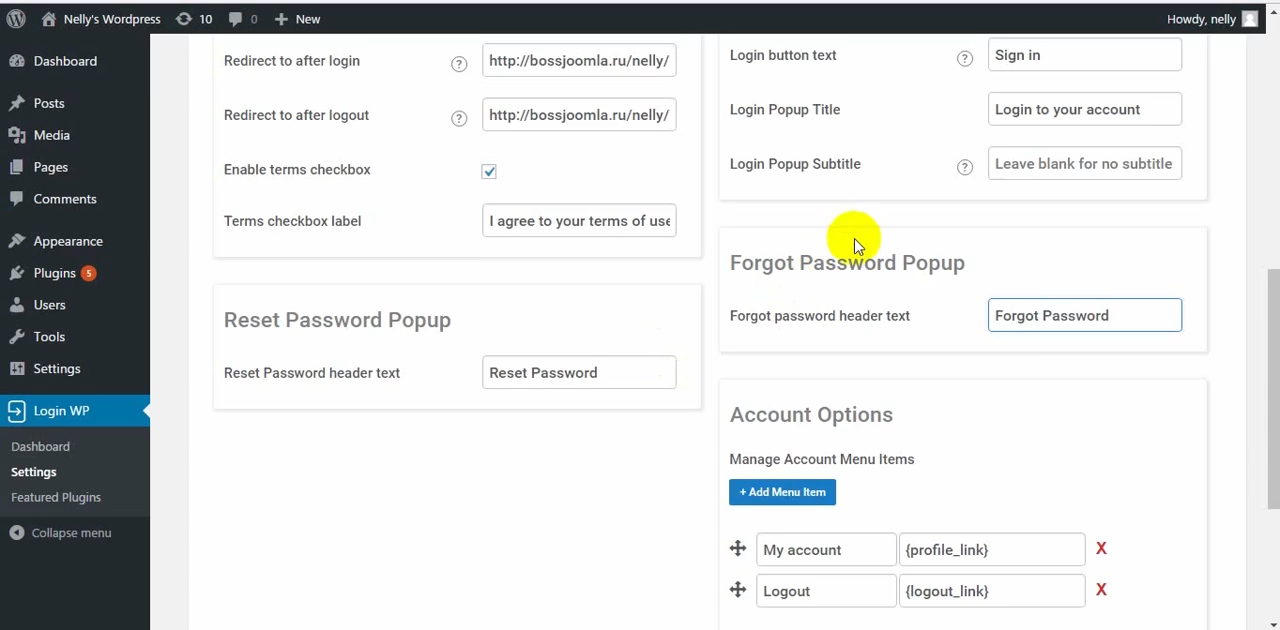 Nelly's Wordpress 10 0 New Howdy, nelly
Dashboard
Posts
Media
Pages
Comments
Appearance
Plugins 5
Users
Tools
Settings
Login WP
Dashboard
Settings
Featured Plugins
Collapse menu
Redirect to after login ? http://bossjoomla.ru/nelly/
Redirect to after logout ? http://bossjoomla.ru/nelly/
Enable terms checkbox
Terms checkbox label I agree to your terms of use
Reset Password Popup
Reset Password header text Reset Password
Login button text ? Sign in
Login Popup Title Login to your account
Login Popup Subtitle ? Leave blank for no subtitle
Forgot Password Popup
Forgot password header text Forgot Password
Account Options
Manage Account Menu Items
+ Add Menu Item
My account {profile_link} X
Logout {logout_link} X